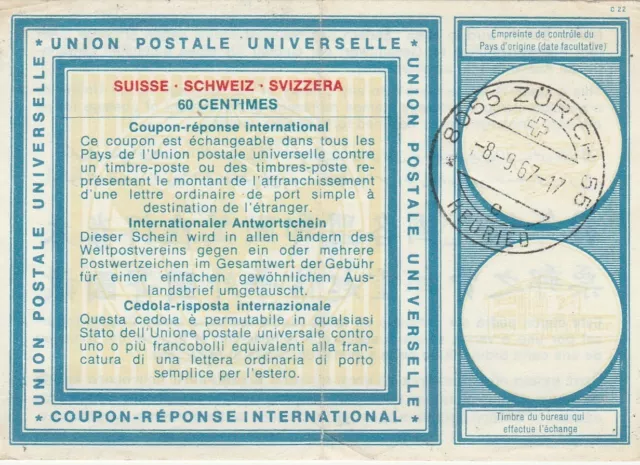 C 22
* UNION POSTALE UNIVERSELLE *
UNION POSTALE UNIVERSELLE
UNION POSTALE UNIVERSELLE
SUISSE · SCHWEIZ · SVIZZERA
60 CENTIMES
Coupon-réponse international
Ce coupon est échangeable dans tous les
Pays de l'Union postale universelle contre
un timbre-poste ou des timbres-poste re-
présentant le montant de l'affranchissement
d'une lettre ordinaire de port simple à
destination de l'étranger.
Internationaler Antwortschein
Dieser Schein wird in allen Ländern des
Weltpostvereins gegen ein oder mehrere
Postwertzeichen im Gesamtwert der Gebühr
für einen einfachen gewöhnlichen Aus-
landsbrief umgetauscht.
Cedola-risposta internazionale
Questa cedola è permutabile in qualsiasi
Stato dell'Unione postale universale contro
uno o più francobolli equivalenti alla fran-
catura di una lettera ordinaria di porto
semplice per l'estero.
* COUPON-RÉPONSE INTERNATIONAL *
Empreinte de contrôle du
Pays d'origine (date facultative)
* 8055 ZÜRICH 55
-8.-9.67-17
e
HEURIED
Timbre du bureau qui
effectue l'échange